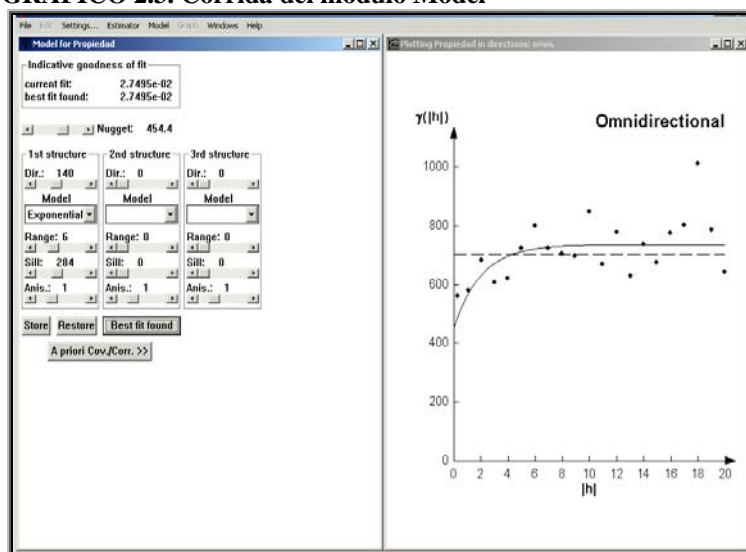 GRÁFICO 2.5. Corrida del módulo Model
File Edit Settings... Estimator Model Graph Windows Help
Model for Propiedad
Indicative goodness of fit
current fit: 2.7495e-02
best fit found: 2.7495e-02
Nugget: 454.4
1st structure 2nd structure 3rd structure
Dir.: 140 Dir.: 0 Dir.: 0
Model Model Model
Exponential
Range: 6 Range: 0 Range: 0
Sill: 284 Sill: 0 Sill: 0
Anis.: 1 Anis.: 1 Anis.: 1
Store Restore Best fit found
A priori Cov./Corr. >>
Plotting Propiedad in directions: omni
γ(|h|)
Omnidirectional
1000
800
600
400
200
0
0 2 4 6 8 10 12 14 16 18 20
|h|